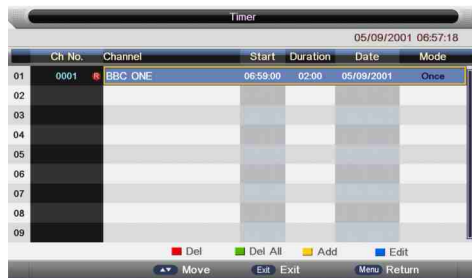 Timer
05/09/2001 06:57:18
Ch No. Channel Start Duration Date Mode
01 0001 R BBC ONE 06:59:00 02:00 05/09/2001 Once
02
03
04
05
06
07
08
09
Del Del All Add Edit
Move Exit Exit Menu Return